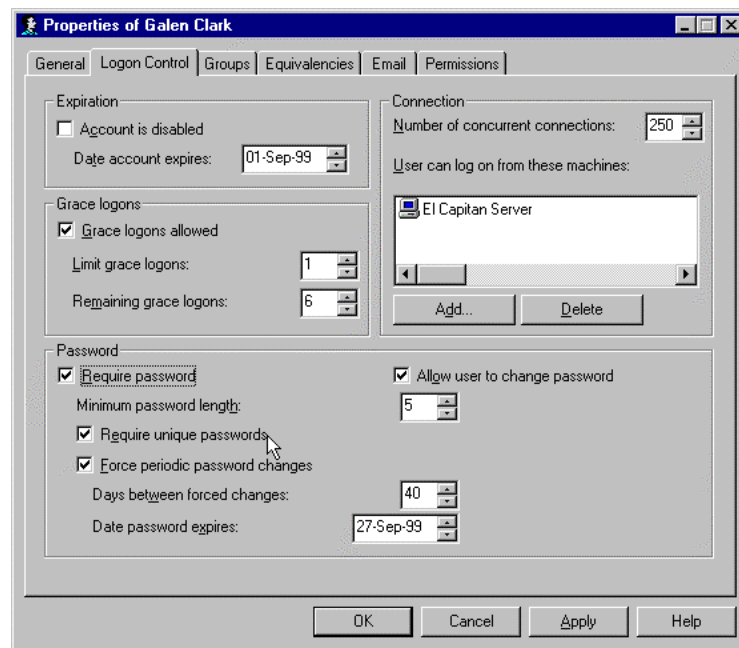 Properties of Galen Clark
General
Logon Control
Groups
Equivalencies
Email
Permissions
Expiration
Account is disabled
Date account expires: 01-Sep-99
Grace logons
Grace logons allowed
Limit grace logons: 1
Remaining grace logons: 6
Connection
Number of concurrent connections: 250
User can log on from these machines:
El Capitan Server
Add...
Delete
Password
Require password
Allow user to change password
Minimum password length: 5
Require unique passwords
Force periodic password changes
Days between forced changes: 40
Date password expires: 27-Sep-99
OK
Cancel
Apply
Help